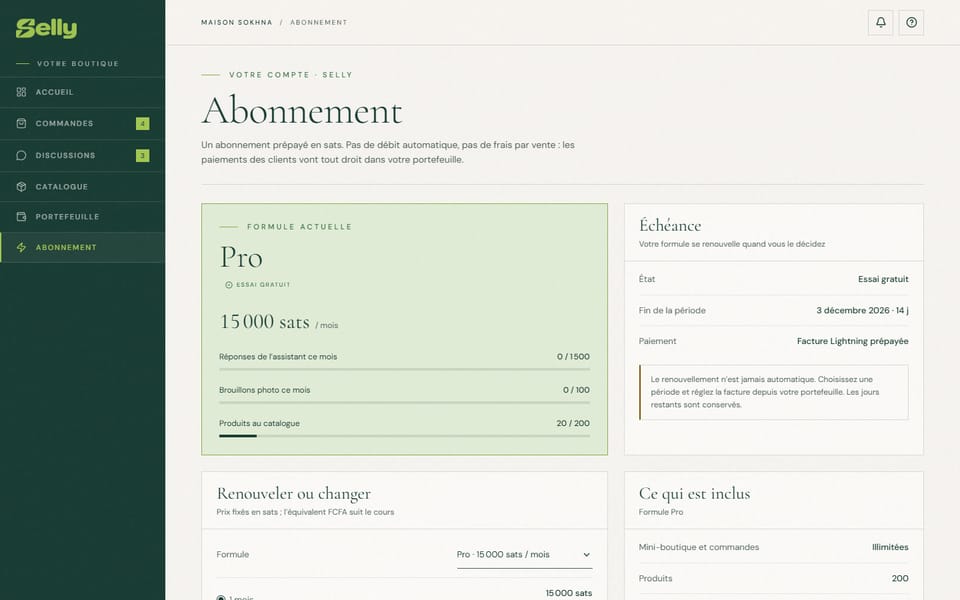 Selly
VOTRE BOUTIQUE
ACCUEIL
COMMANDES 4
DISCUSSIONS 3
CATALOGUE
PORTEFEUILLE
ABONNEMENT
MAISON SOKHNA / ABONNEMENT
VOTRE COMPTE · SELLY
Abonnement
Un abonnement prépayé en sats. Pas de débit automatique, pas de frais par vente : les
paiements des clients vont tout droit dans votre portefeuille.
FORMULE ACTUELLE
Pro
ESSAI GRATUIT
15 000 sats / mois
Réponses de l'assistant ce mois 0 / 1 500
Brouillons photo ce mois 0 / 100
Produits au catalogue 20 / 200
Échéance
Votre formule se renouvelle quand vous le décidez
État Essai gratuit
Fin de la période 3 décembre 2026 · 14 j
Paiement Facture Lightning prépayée
Le renouvellement n'est jamais automatique. Choisissez une
période et réglez la facture depuis votre portefeuille. Les jours
restants sont conservés.
Renouveler ou changer
Prix fixés en sats ; l'équivalent FCFA suit le cours
Formule Pro · 15 000 sats / mois
1 mois 15 000 sats
Ce qui est inclus
Formule Pro
Mini-boutique et commandes Illimitées
Produits 200